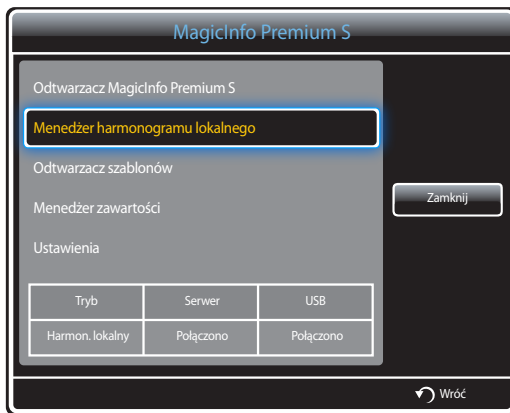 MagicInfo Premium S
Odtwarzacz MagicInfo Premium S
Menedżer harmonogramu lokalnego
Odtwarzacz szablonów
Menedżer zawartości
Ustawienia
Zamknij
Tryb Serwer USB
Harmon. lokalny Połączono Połączono
Wróć